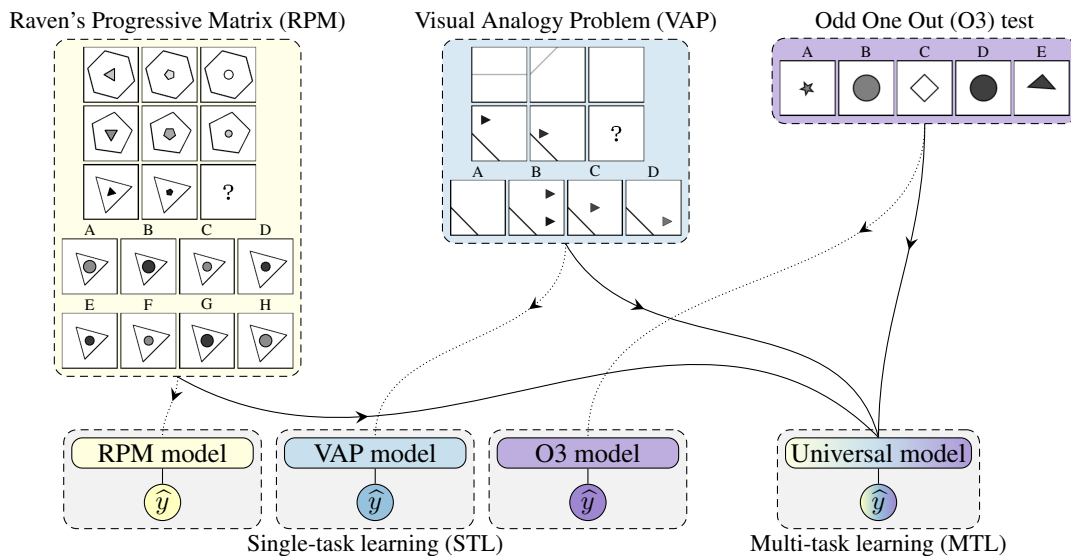 Raven's Progressive Matrix (RPM)
Visual Analogy Problem (VAP)
Odd One Out (O3) test
?
A B C D
E F G H
?
A B C D
A B C D E
RPM model
ŷ
VAP model
ŷ
O3 model
ŷ
Universal model
ŷ
Single-task learning (STL)
Multi-task learning (MTL)